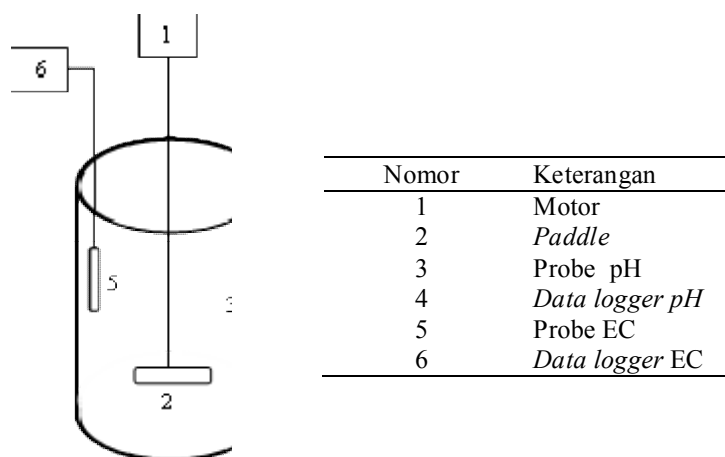 1
6
5
2
Nomor Keterangan
1 Motor
2 Paddle
3 Probe pH
4 Data logger pH
5 Probe EC
6 Data logger EC